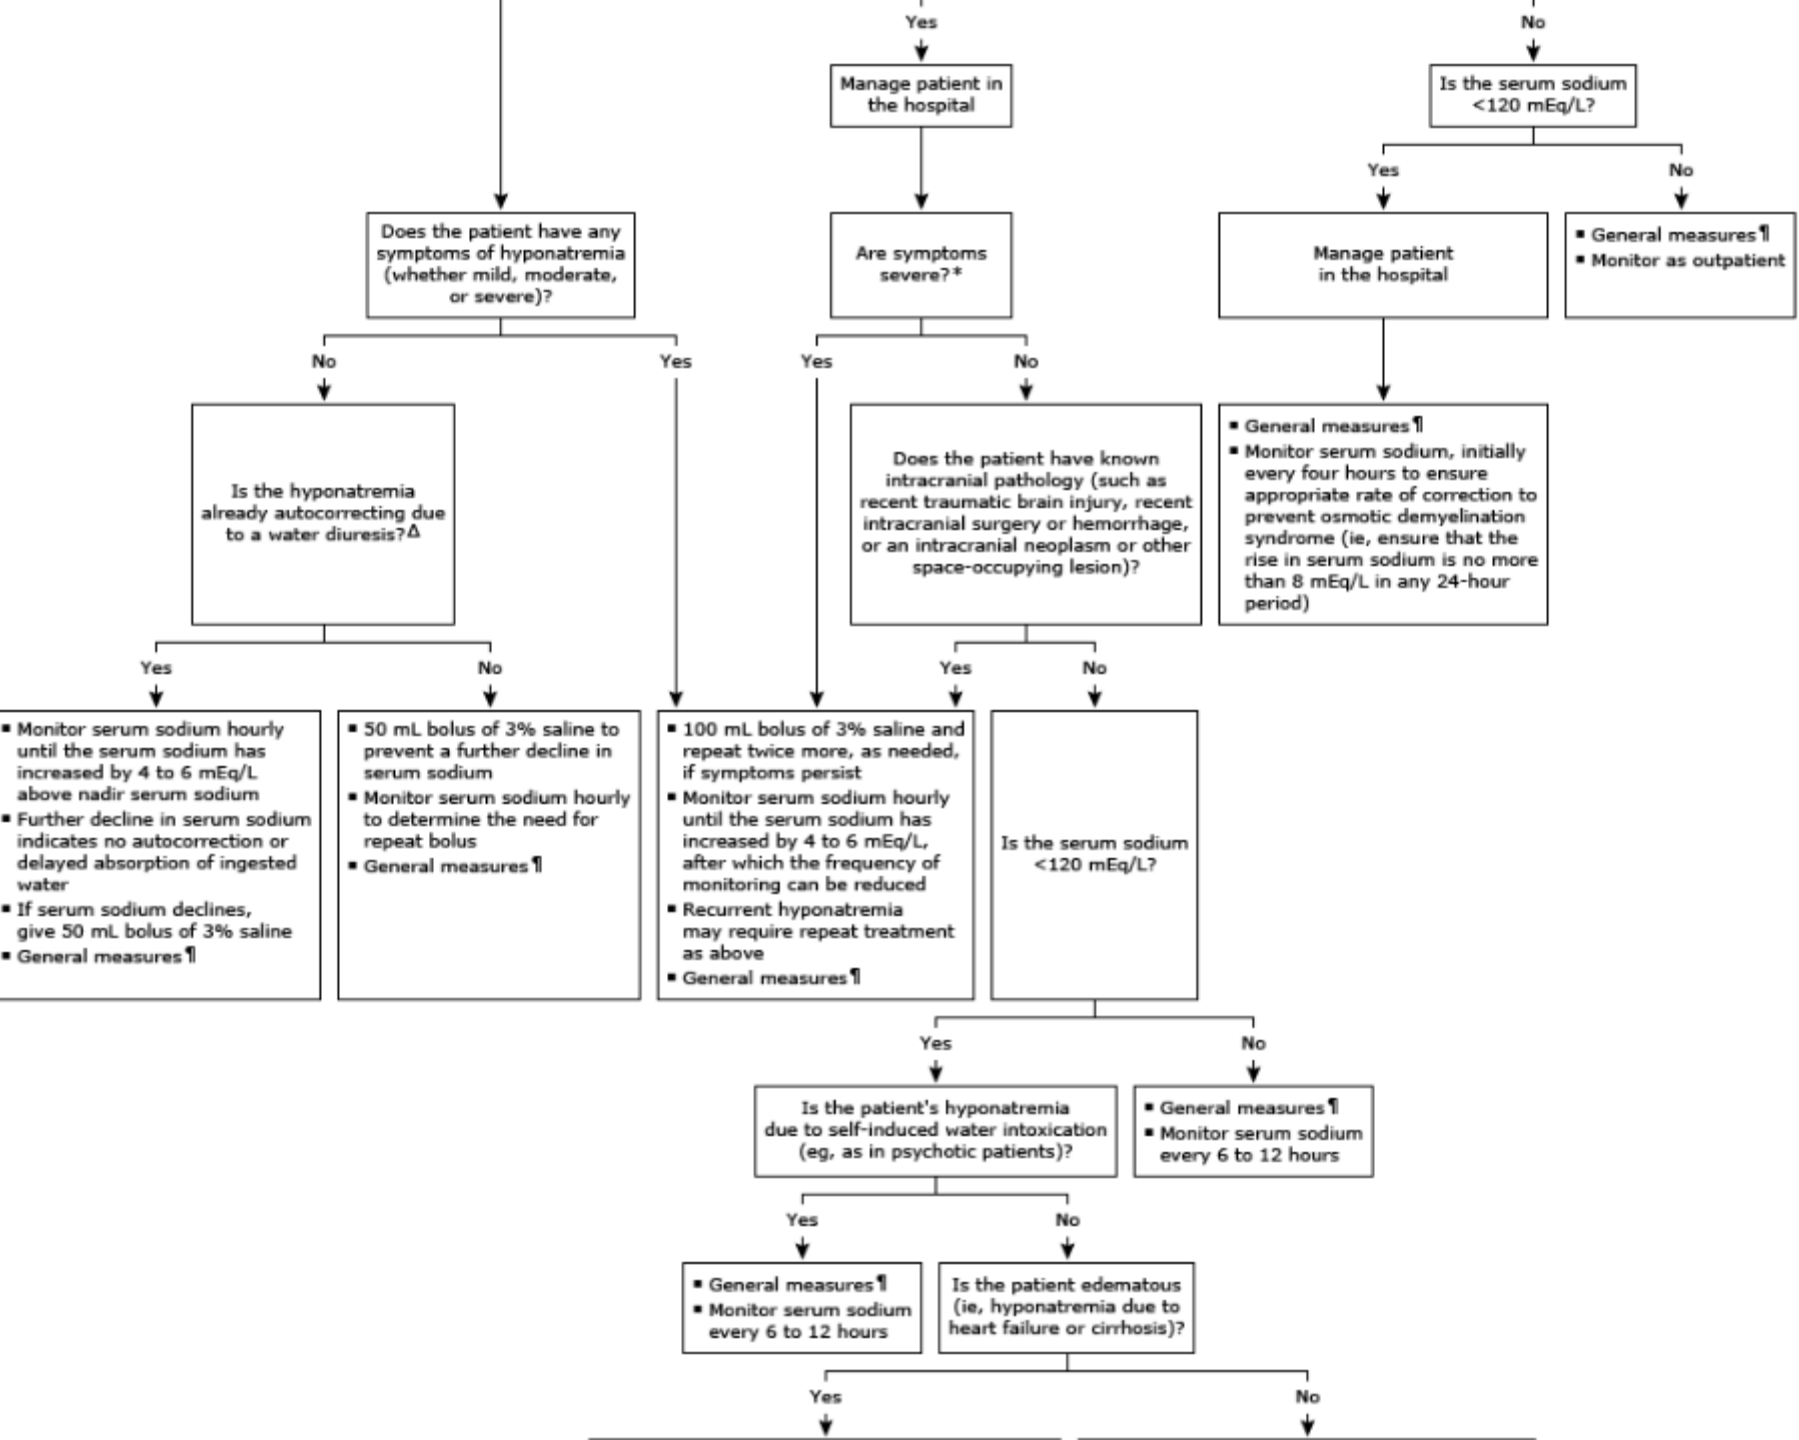 Yes
No
Manage patient in
the hospital
Is the serum sodium
<120 mEq/L?
Yes
No
Does the patient have any
symptoms of hyponatremia
(whether mild, moderate,
or severe)?
Are symptoms
severe?*
Manage patient
in the hospital
▪ General measures¶
▪ Monitor as outpatient
No
Yes
Yes
No
Is the hyponatremia
already autocorrecting due
to a water diuresis?Δ
Does the patient have known
intracranial pathology (such as
recent traumatic brain injury, recent
intracranial surgery or hemorrhage,
or an intracranial neoplasm or other
space-occupying lesion)?
▪ General measures¶
▪ Monitor serum sodium, initially
every four hours to ensure
appropriate rate of correction to
prevent osmotic demyelination
syndrome (ie, ensure that the
rise in serum sodium is no more
than 8 mEq/L in any 24-hour
period)
Yes
No
Yes
No
▪ Monitor serum sodium hourly
until the serum sodium has
increased by 4 to 6 mEq/L
above nadir serum sodium
▪ Further decline in serum sodium
indicates no autocorrection or
delayed absorption of ingested
water
▪ If serum sodium declines,
give 50 mL bolus of 3% saline
▪ General measures¶
▪ 50 mL bolus of 3% saline to
prevent a further decline in
serum sodium
▪ Monitor serum sodium hourly
to determine the need for
repeat bolus
▪ General measures¶
▪ 100 mL bolus of 3% saline and
repeat twice more, as needed,
if symptoms persist
▪ Monitor serum sodium hourly
until the serum sodium has
increased by 4 to 6 mEq/L,
after which the frequency of
monitoring can be reduced
▪ Recurrent hyponatremia
may require repeat treatment
as above
▪ General measures¶
Is the serum sodium
<120 mEq/L?
Yes
No
Is the patient's hyponatremia
due to self-induced water intoxication
(eg, as in psychotic patients)?
▪ General measures¶
▪ Monitor serum sodium
every 6 to 12 hours
Yes
No
▪ General measures¶
▪ Monitor serum sodium
every 6 to 12 hours
Is the patient edematous
(ie, hyponatremia due to
heart failure or cirrhosis)?
Yes
No